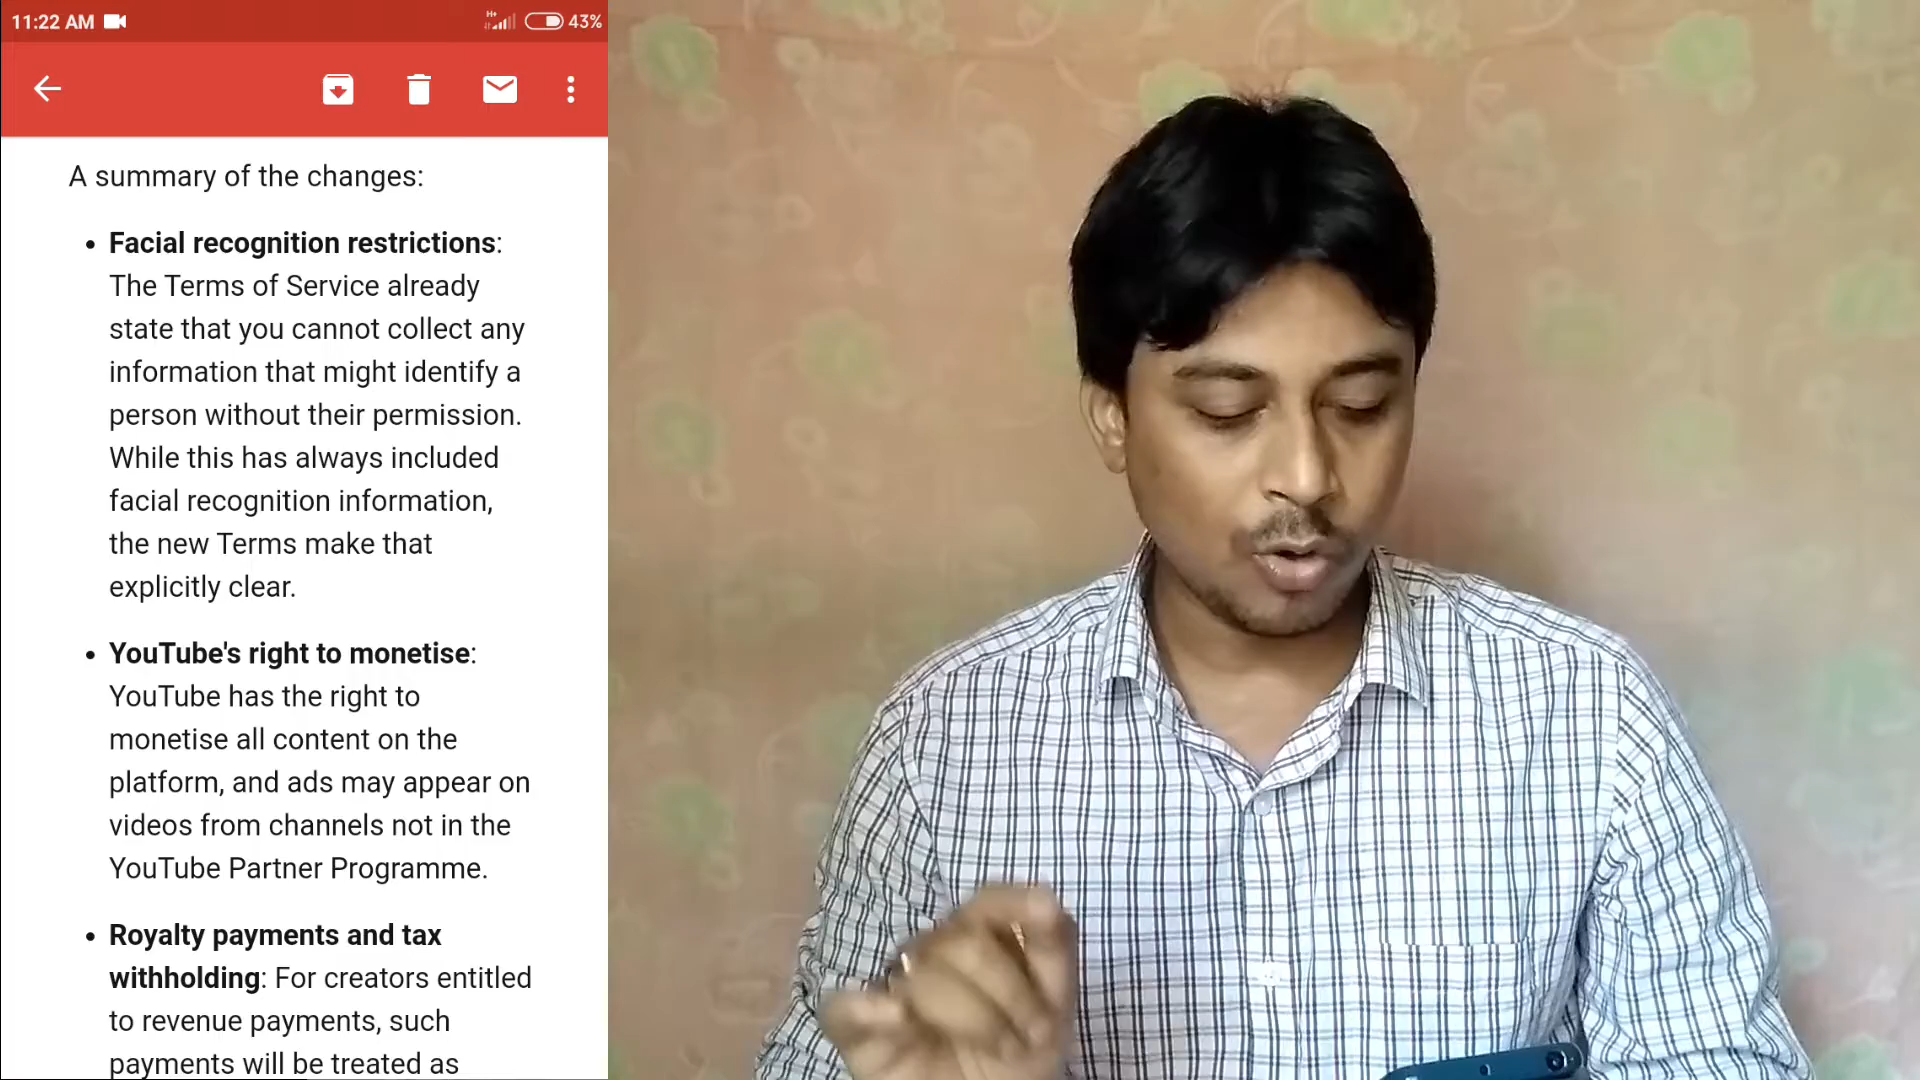 11:22 AM
H+
43%
A summary of the changes:
• Facial recognition restrictions:
The Terms of Service already
state that you cannot collect any
information that might identify a
person without their permission.
While this has always included
facial recognition information,
the new Terms make that
explicitly clear.
• YouTube's right to monetise:
YouTube has the right to
monetise all content on the
platform, and ads may appear on
videos from channels not in the
YouTube Partner Programme.
• Royalty payments and tax
withholding: For creators entitled
to revenue payments, such
payments will be treated as